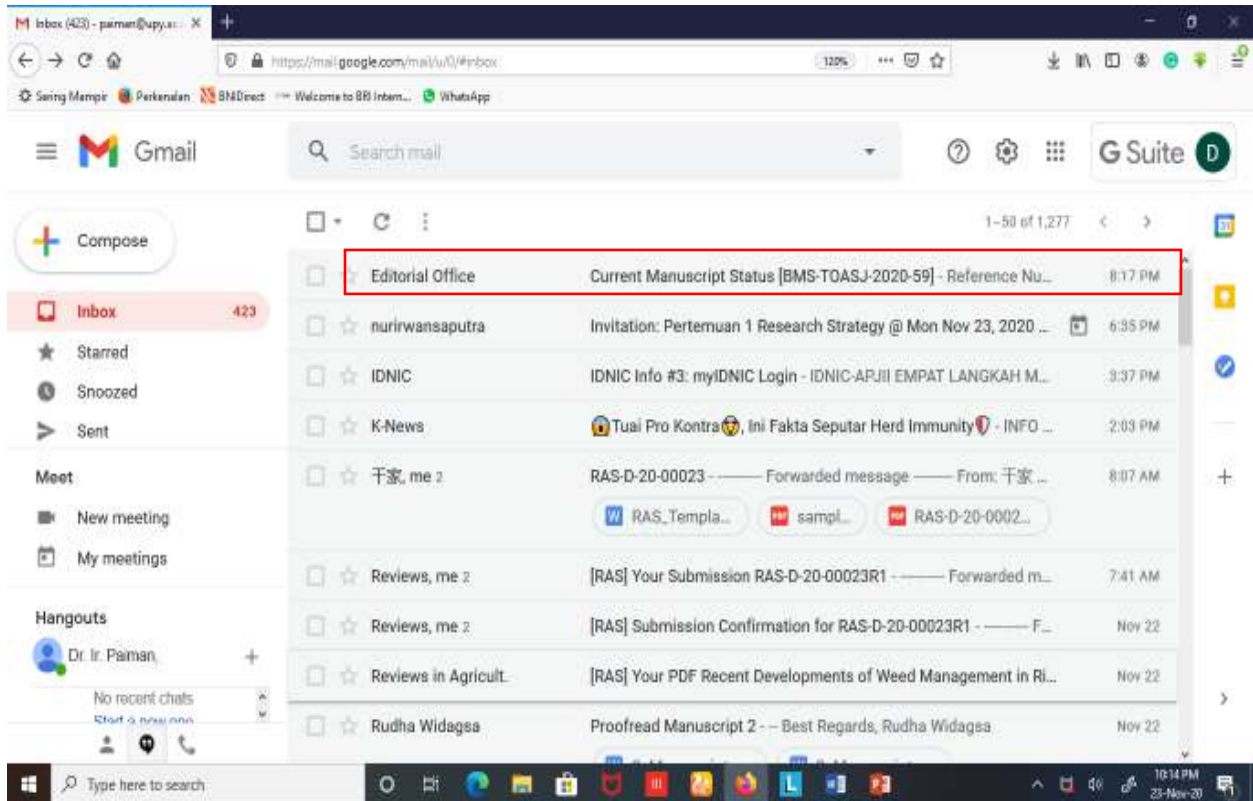 Inbox (423) - paiman@upy.ac.
https://mail.google.com/mail/u/0/#inbox
120%
Sering Mampir Perkenalan BNIDirect Welcome to BRI Intern... WhatsApp
Gmail
Search mail
G Suite D
Compose
1–50 of 1,277
Inbox 423
Starred
Snoozed
Sent
Meet
New meeting
My meetings
Hangouts
Dr. Ir. Paiman,
No recent chats
Start a new one
Editorial Office Current Manuscript Status [BMS-TOASJ-2020-59] - Reference Nu... 8:17 PM
nurirwansaputra Invitation: Pertemuan 1 Research Strategy @ Mon Nov 23, 2020 ... 6:35 PM
IDNIC IDNIC Info #3: myIDNIC Login - IDNIC-APJII EMPAT LANGKAH M... 3:37 PM
K-News 😱Tuai Pro Kontra🤯, Ini Fakta Seputar Herd Immunity🛡 - INFO ... 2:03 PM
干家, me 2 RAS-D-20-00023 - ---------- Forwarded message --------- From: 干家 ... 8:07 AM
RAS_Templa... sampl... RAS-D-20-0002...
Reviews, me 2 [RAS] Your Submission RAS-D-20-00023R1 - ---------- Forwarded m... 7:41 AM
Reviews, me 2 [RAS] Submission Confirmation for RAS-D-20-00023R1 - ---------- F... Nov 22
Reviews in Agricult. [RAS] Your PDF Recent Developments of Weed Management in Ri... Nov 22
Rudha Widagsa Proofread Manuscript 2 - -- Best Regards, Rudha Widagsa Nov 22
Type here to search
10:14 PM
23-Nov-20